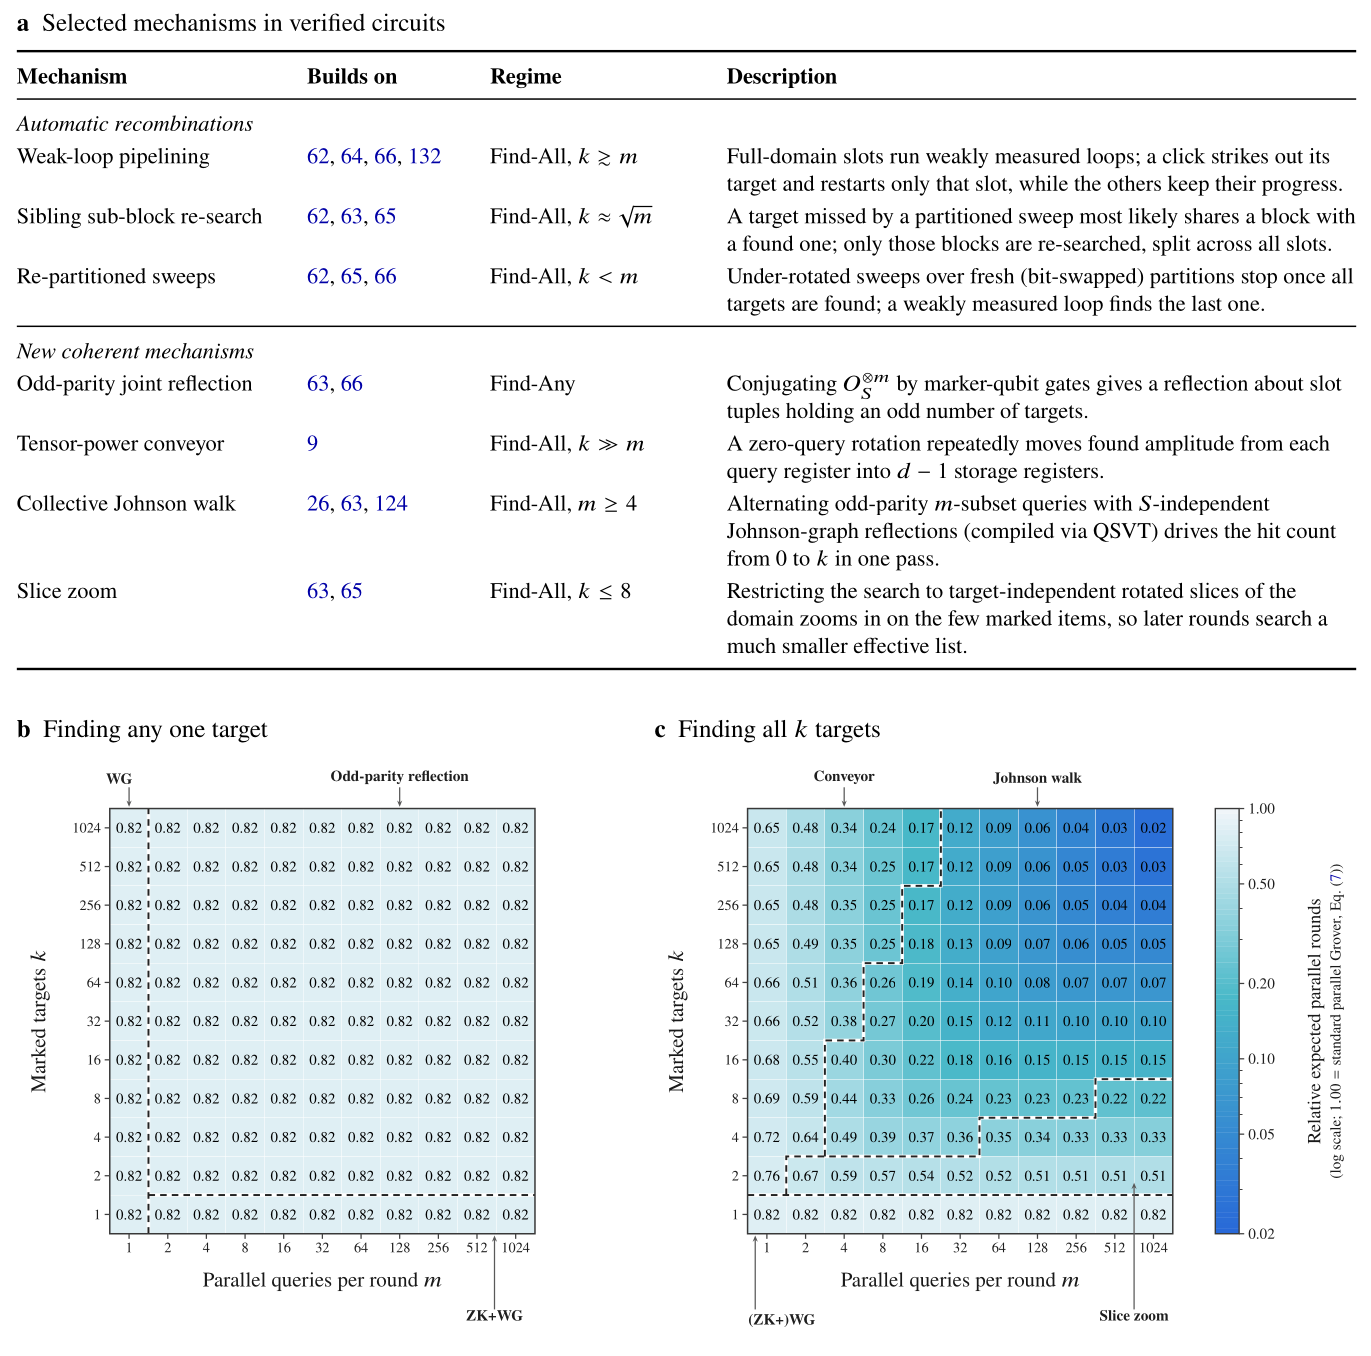 a Selected mechanisms in verified circuits
Mechanism Builds on Regime Description
Automatic recombinations
Weak-loop pipelining 62, 64, 66, 132 Find-All, k ≳ m Full-domain slots run weakly measured loops; a click strikes out its
target and restarts only that slot, while the others keep their progress.
Sibling sub-block re-search 62, 63, 65 Find-All, k ≈ √m A target missed by a partitioned sweep most likely shares a block with
a found one; only those blocks are re-searched, split across all slots.
Re-partitioned sweeps 62, 65, 66 Find-All, k < m Under-rotated sweeps over fresh (bit-swapped) partitions stop once all
targets are found; a weakly measured loop finds the last one.
New coherent mechanisms
Odd-parity joint reflection 63, 66 Find-Any Conjugating O_S^{⊗m} by marker-qubit gates gives a reflection about slot
tuples holding an odd number of targets.
Tensor-power conveyor 9 Find-All, k ≫ m A zero-query rotation repeatedly moves found amplitude from each
query register into d − 1 storage registers.
Collective Johnson walk 26, 63, 124 Find-All, m ≥ 4 Alternating odd-parity m-subset queries with S-independent
Johnson-graph reflections (compiled via QSVT) drives the hit count
from 0 to k in one pass.
Slice zoom 63, 65 Find-All, k ≤ 8 Restricting the search to target-independent rotated slices of the
domain zooms in on the few marked items, so later rounds search a
much smaller effective list.
b Finding any one target
WG Odd-parity reflection
Marked targets k
1024 0.82 0.82 0.82 0.82 0.82 0.82 0.82 0.82 0.82 0.82 0.82
512 0.82 0.82 0.82 0.82 0.82 0.82 0.82 0.82 0.82 0.82 0.82
256 0.82 0.82 0.82 0.82 0.82 0.82 0.82 0.82 0.82 0.82 0.82
128 0.82 0.82 0.82 0.82 0.82 0.82 0.82 0.82 0.82 0.82 0.82
64 0.82 0.82 0.82 0.82 0.82 0.82 0.82 0.82 0.82 0.82 0.82
32 0.82 0.82 0.82 0.82 0.82 0.82 0.82 0.82 0.82 0.82 0.82
16 0.82 0.82 0.82 0.82 0.82 0.82 0.82 0.82 0.82 0.82 0.82
8 0.82 0.82 0.82 0.82 0.82 0.82 0.82 0.82 0.82 0.82 0.82
4 0.82 0.82 0.82 0.82 0.82 0.82 0.82 0.82 0.82 0.82 0.82
2 0.82 0.82 0.82 0.82 0.82 0.82 0.82 0.82 0.82 0.82 0.82
1 0.82 0.82 0.82 0.82 0.82 0.82 0.82 0.82 0.82 0.82 0.82
1 2 4 8 16 32 64 128 256 512 1024
Parallel queries per round m
ZK+WG
c Finding all k targets
Conveyor Johnson walk
Marked targets k
1024 0.65 0.48 0.34 0.24 0.17 0.12 0.09 0.06 0.04 0.03 0.02
512 0.65 0.48 0.34 0.25 0.17 0.12 0.09 0.06 0.05 0.03 0.03
256 0.65 0.48 0.35 0.25 0.17 0.12 0.09 0.06 0.05 0.04 0.04
128 0.65 0.49 0.35 0.25 0.18 0.13 0.09 0.07 0.06 0.05 0.05
64 0.66 0.51 0.36 0.26 0.19 0.14 0.10 0.08 0.07 0.07 0.07
32 0.66 0.52 0.38 0.27 0.20 0.15 0.12 0.11 0.10 0.10 0.10
16 0.68 0.55 0.40 0.30 0.22 0.18 0.16 0.15 0.15 0.15 0.15
8 0.69 0.59 0.44 0.33 0.26 0.24 0.23 0.23 0.23 0.22 0.22
4 0.72 0.64 0.49 0.39 0.37 0.36 0.35 0.34 0.33 0.33 0.33
2 0.76 0.67 0.59 0.57 0.54 0.52 0.52 0.51 0.51 0.51 0.51
1 0.82 0.82 0.82 0.82 0.82 0.82 0.82 0.82 0.82 0.82 0.82
1 2 4 8 16 32 64 128 256 512 1024
Parallel queries per round m
(ZK+)WG Slice zoom
1.00
0.50
0.20
0.10
0.05
0.02
Relative expected parallel rounds
(log scale; 1.00 = standard parallel Grover, Eq. (7))